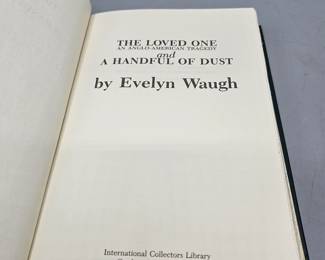 THE LOVED ONE
AN ANGLO-AMERICAN TRAGEDY
and
A HANDFUL OF DUST
by Evelyn Waugh
International Collectors Library